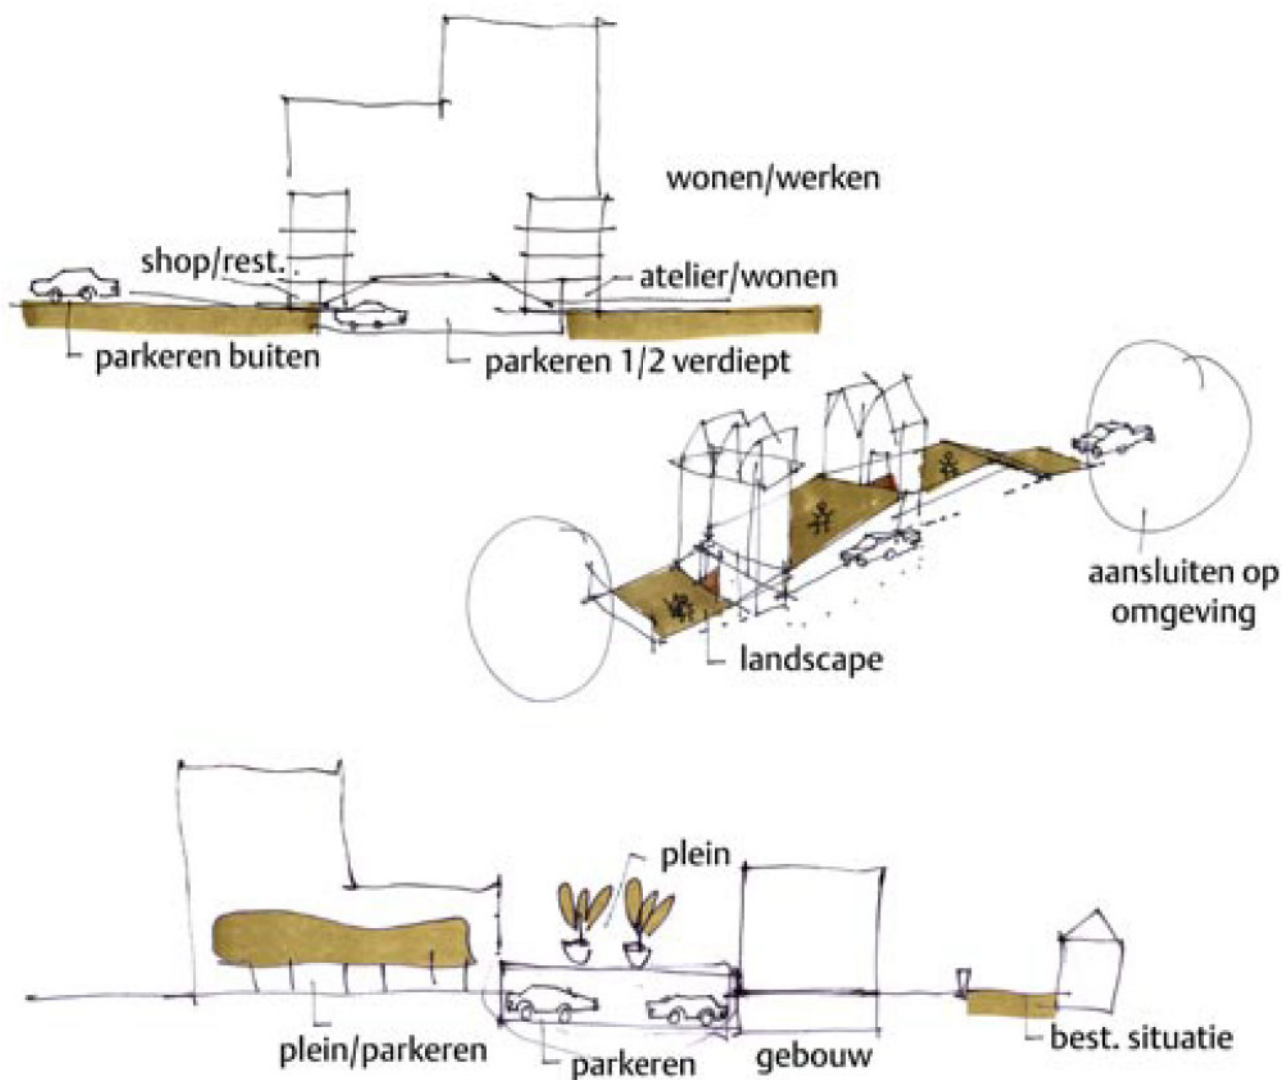 wonen/werken
shop/rest.
atelier/wonen
parkeren buiten
parkeren 1/2 verdiept
aansluiten op
omgeving
landscape
plein
plein/parkeren
parkeren
gebouw
best. situatie